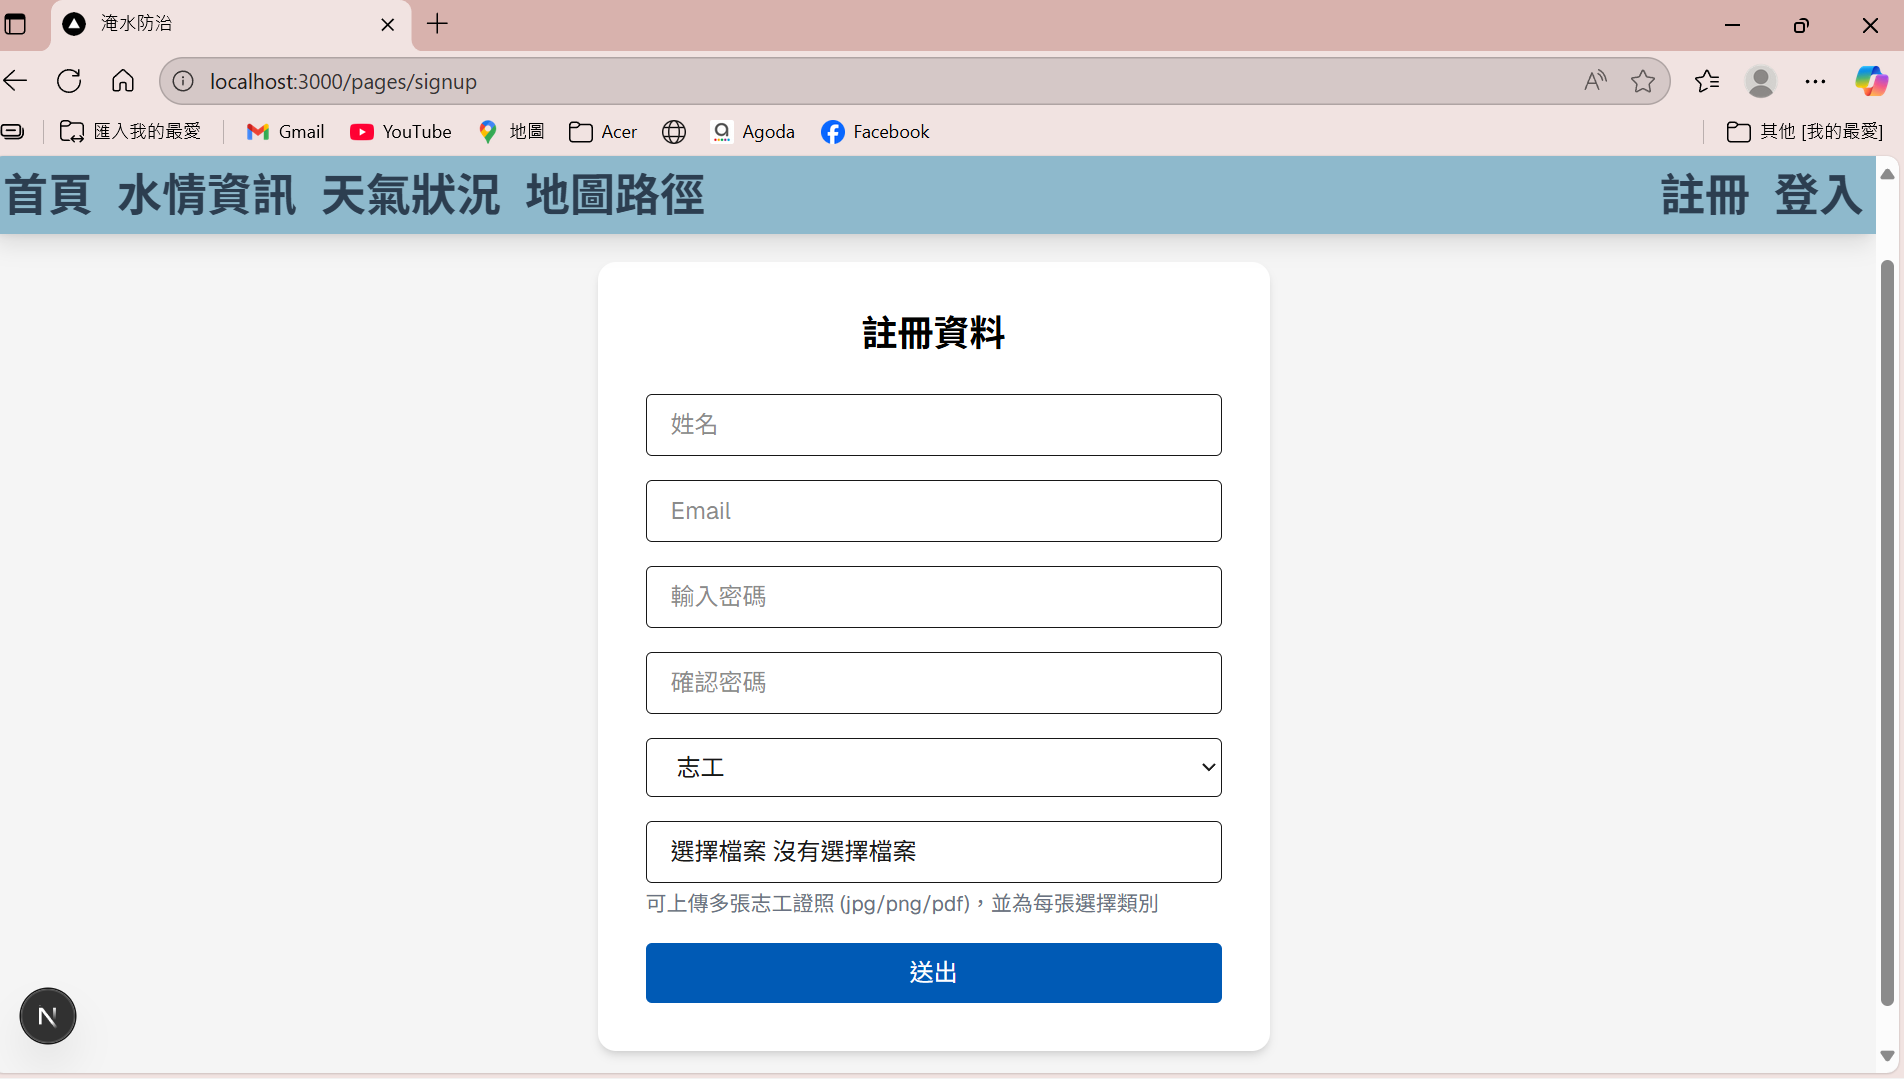 淹水防治
localhost:3000/pages/signup
匯入我的最愛 Gmail YouTube 地圖 Acer Agoda Facebook 其他 [我的最愛]
首頁 水情資訊 天氣狀況 地圖路徑 註冊 登入
註冊資料
姓名
Email
輸入密碼
確認密碼
志工
選擇檔案 沒有選擇檔案
可上傳多張志工證照 (jpg/png/pdf)，並為每張選擇類別
送出
N